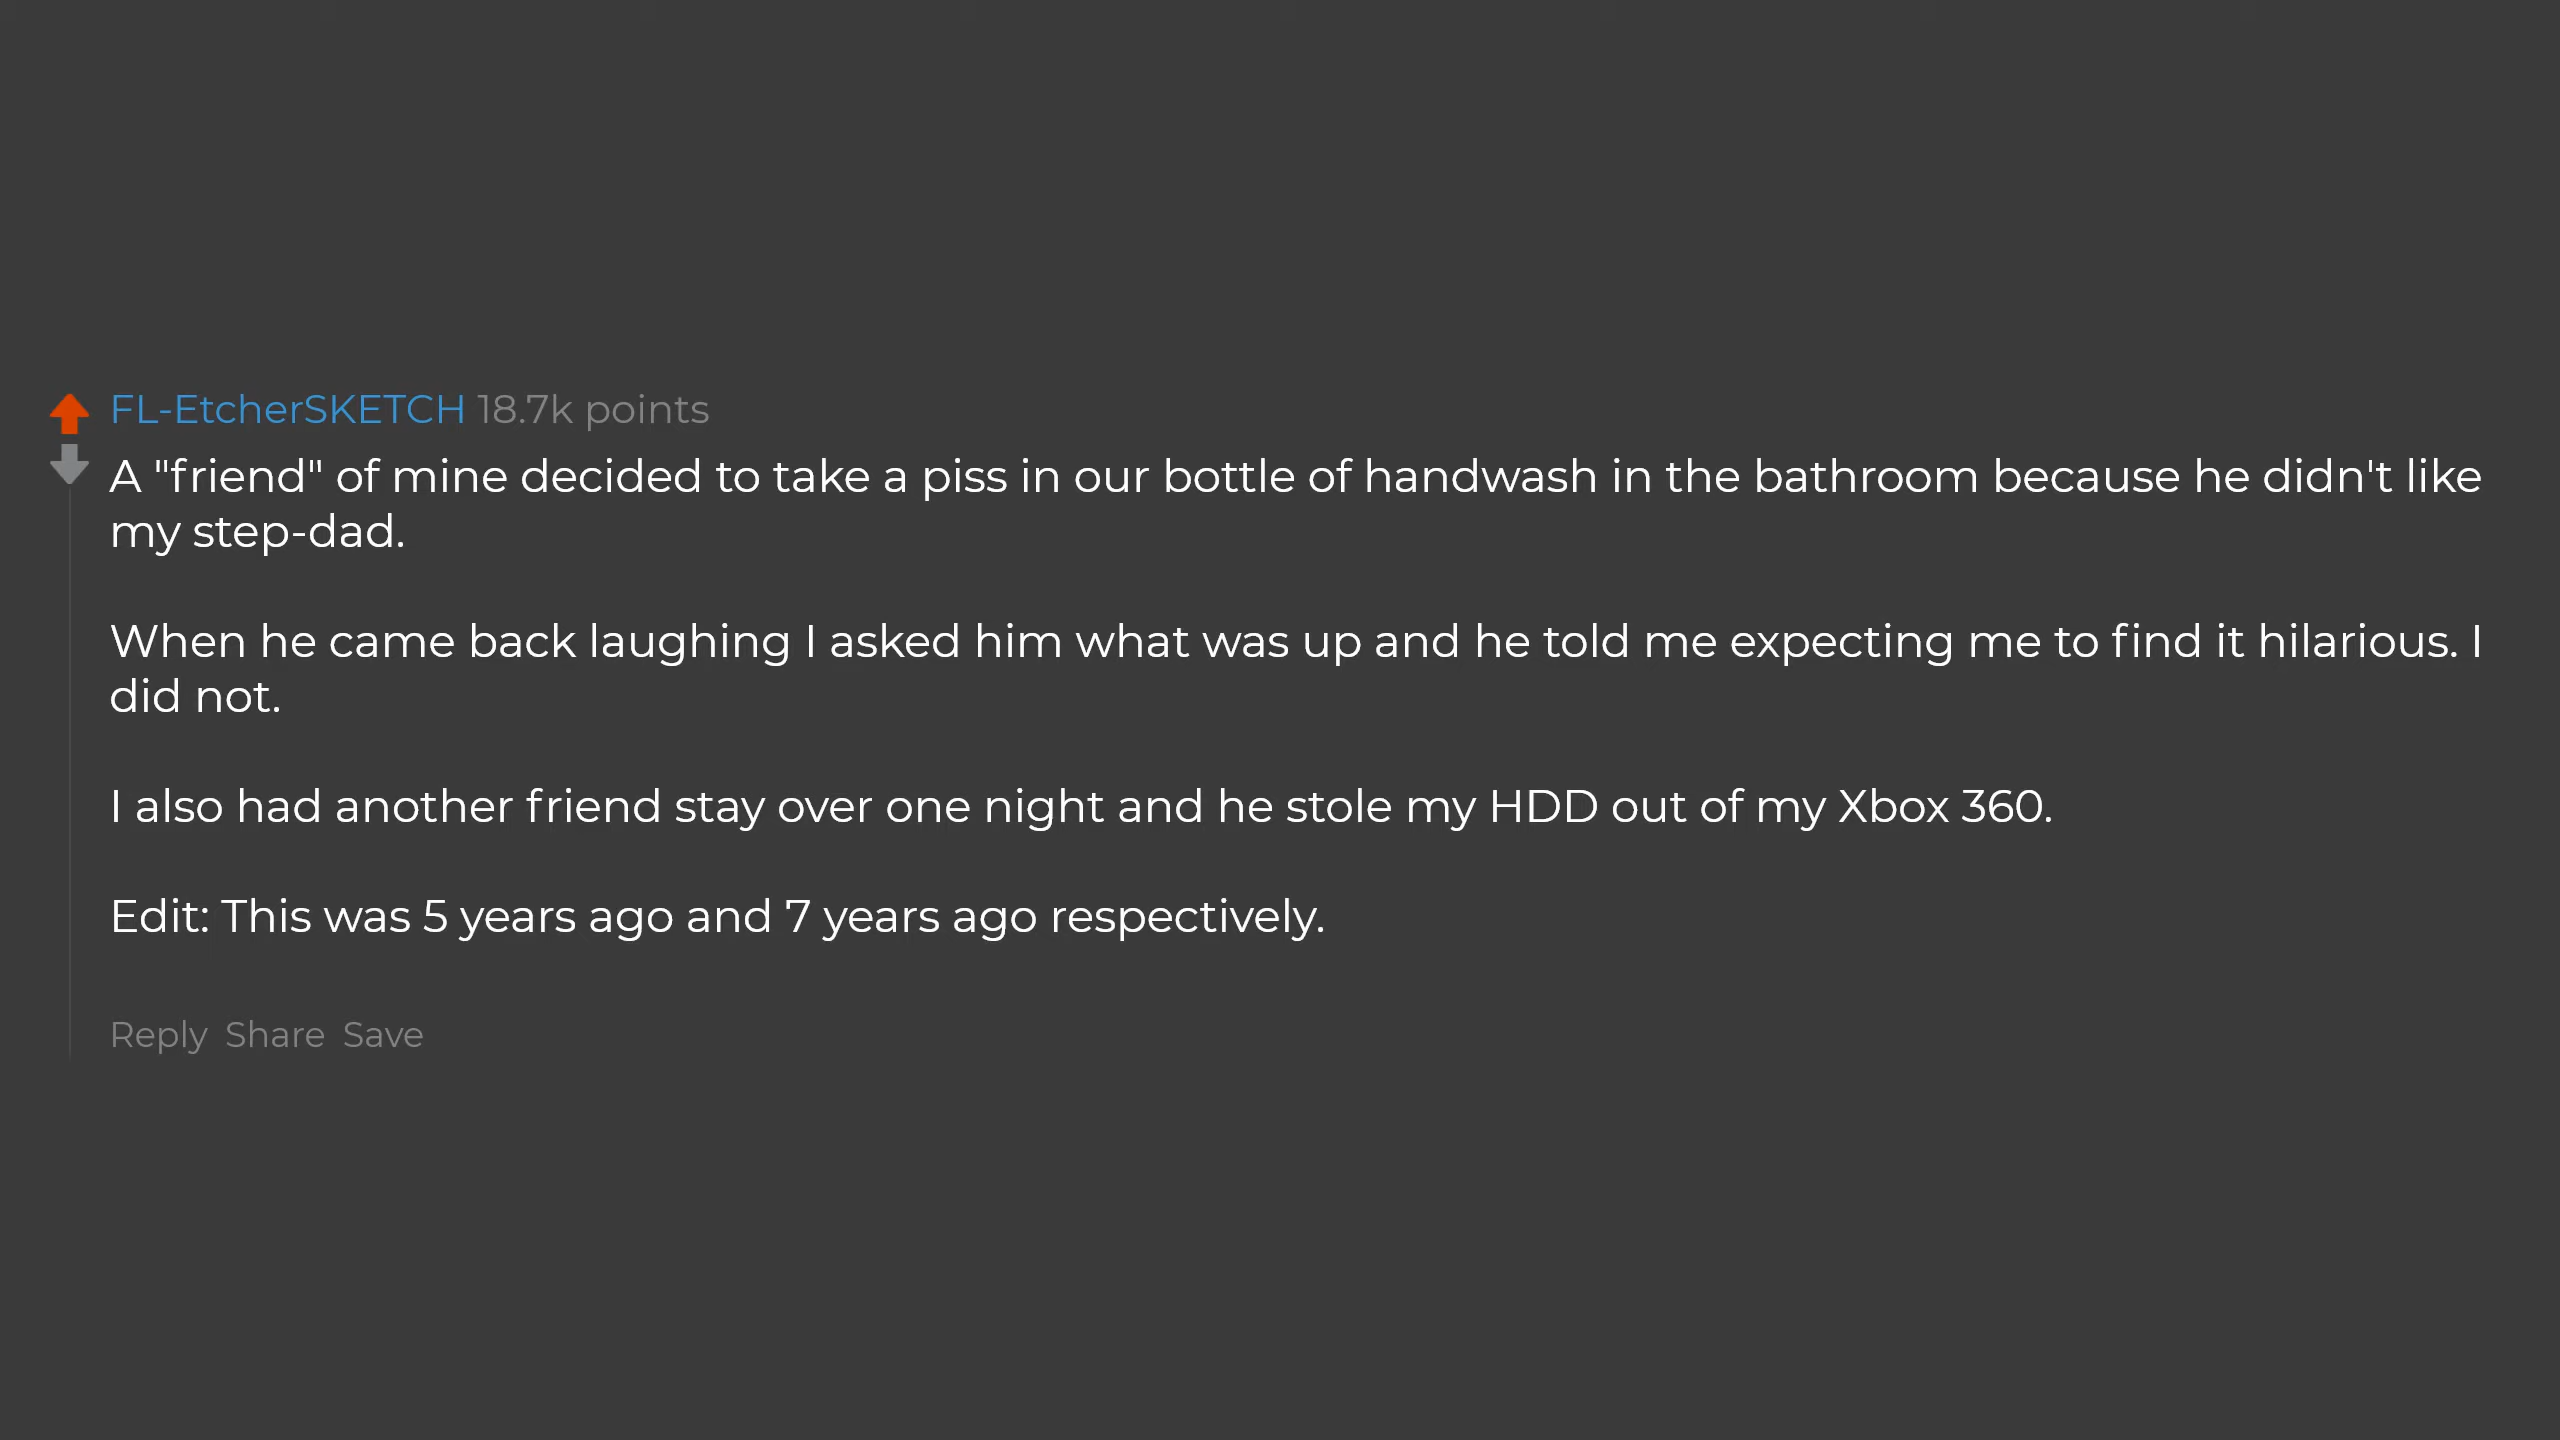 FL-EtcherSKETCH 18.7k points
A "friend" of mine decided to take a piss in our bottle of handwash in the bathroom because he didn't like
my step-dad.
When he came back laughing I asked him what was up and he told me expecting me to find it hilarious. I
did not.
I also had another friend stay over one night and he stole my HDD out of my Xbox 360.
Edit: This was 5 years ago and 7 years ago respectively.
Reply Share Save